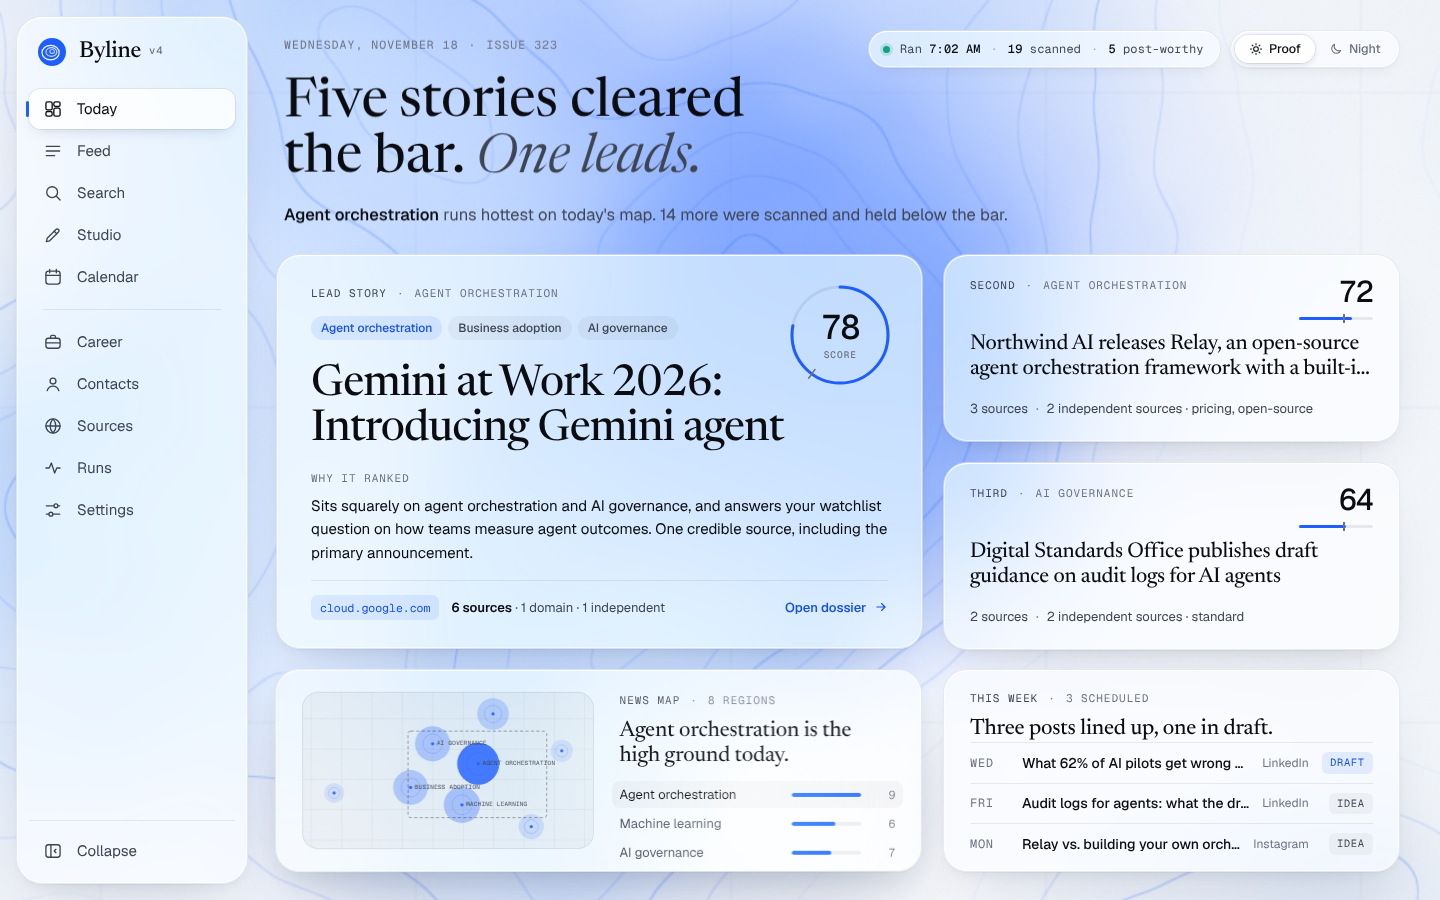 Byline v4
Today
Feed
Search
Studio
Calendar
Career
Contacts
Sources
Runs
Settings
Collapse
WEDNESDAY, NOVEMBER 18 · ISSUE 323
Ran 7:02 AM · 19 scanned · 5 post-worthy
Proof
Night
Five stories cleared
the bar. One leads.
Agent orchestration runs hottest on today's map. 14 more were scanned and held below the bar.
LEAD STORY · AGENT ORCHESTRATION
Agent orchestration
Business adoption
AI governance
78
SCORE
Gemini at Work 2026:
Introducing Gemini agent
WHY IT RANKED
Sits squarely on agent orchestration and AI governance, and answers your watchlist
question on how teams measure agent outcomes. One credible source, including the
primary announcement.
cloud.google.com
6 sources · 1 domain · 1 independent
Open dossier →
SECOND · AGENT ORCHESTRATION
72
Northwind AI releases Relay, an open-source
agent orchestration framework with a built-i...
3 sources · 2 independent sources · pricing, open-source
THIRD · AI GOVERNANCE
64
Digital Standards Office publishes draft
guidance on audit logs for AI agents
2 sources · 2 independent sources · standard
AI GOVERNANCE
AGENT ORCHESTRATION
BUSINESS ADOPTION
MACHINE LEARNING
NEWS MAP · 8 REGIONS
Agent orchestration is the
high ground today.
Agent orchestration 9
Machine learning 6
AI governance 7
THIS WEEK · 3 SCHEDULED
Three posts lined up, one in draft.
WED What 62% of AI pilots get wrong ... LinkedIn DRAFT
FRI Audit logs for agents: what the dr... LinkedIn IDEA
MON Relay vs. building your own orch... Instagram IDEA